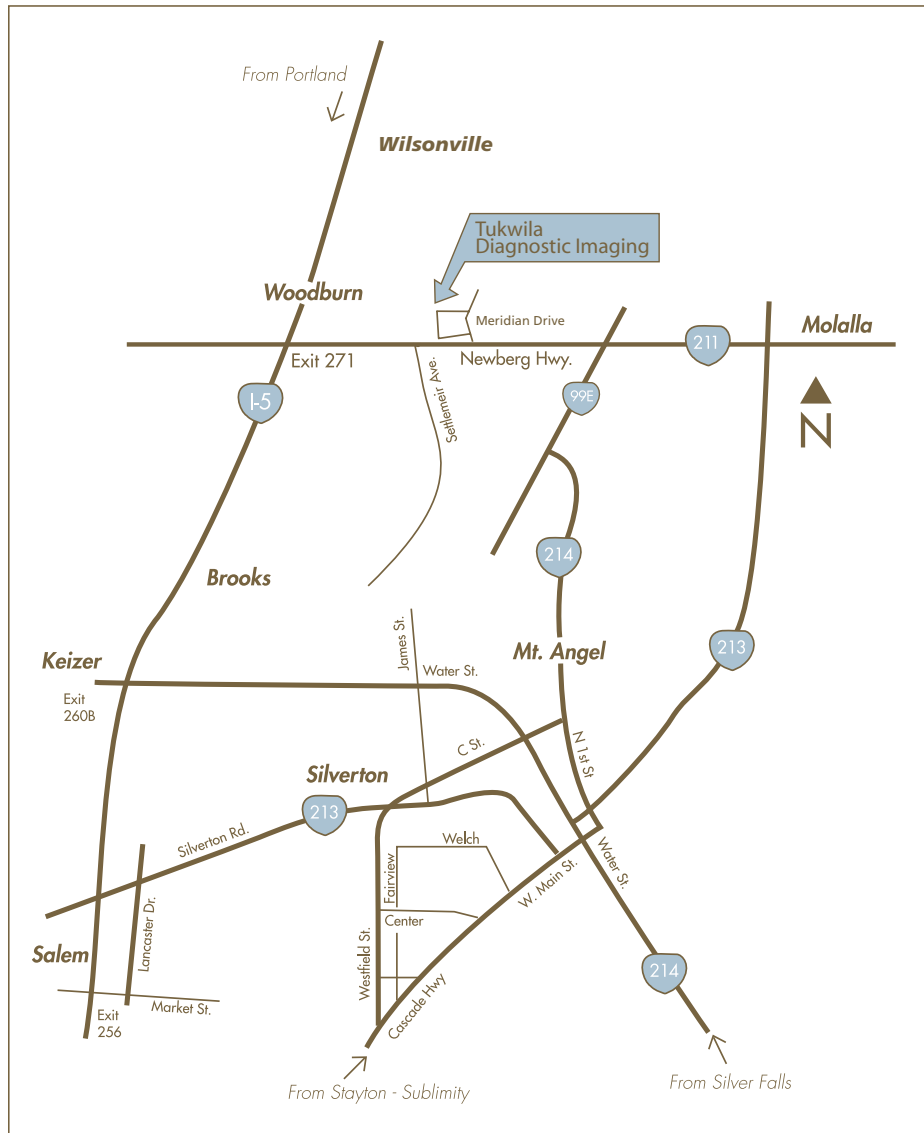 From Portland
Wilsonville
Tukwila
Diagnostic Imaging
Woodburn
Meridian Drive
Molalla
211
Exit 271
Newberg Hwy.
I-5
Settlemeir Ave.
99E
N
214
Brooks
James St.
Mt. Angel
213
Keizer
Water St.
Exit
260B
C St.
N 1st St
Silverton
213
Silverton Rd.
Welch
Water St.
W. Main St.
Fairview
Center
Lancaster Dr.
Salem
Westfield St.
214
Market St.
Cascade Hwy
Exit
256
From Stayton - Sublimity
From Silver Falls